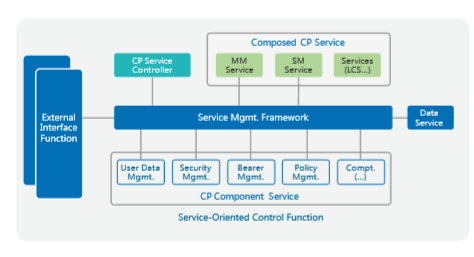 Composed CP Service
CP Service
Controller
MM
Service
SM
Service
Services
(LCS...)
External
Interface
Function
Service Mgmt. Framework
Data
Service
User Data
Mgmt.
Security
Mgmt.
Bearer
Mgmt.
Policy
Mgmt.
Compt.
(...)
CP Component Service
Service-Oriented Control Function